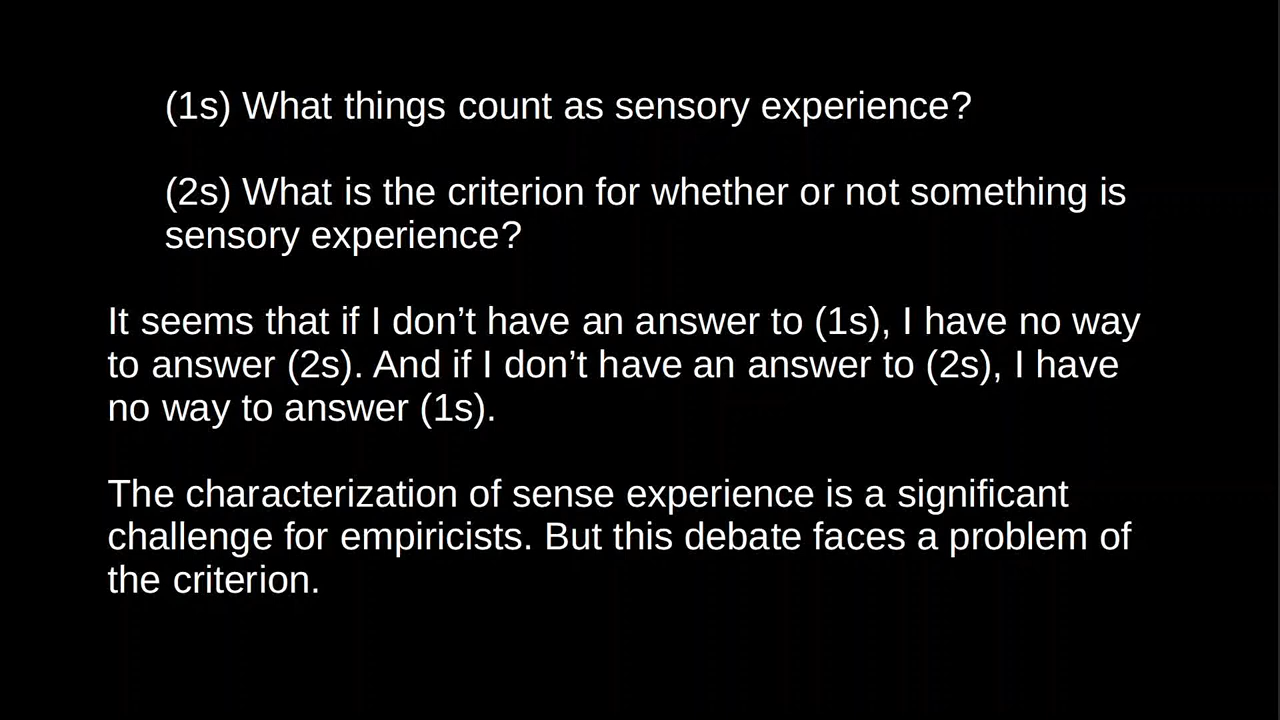 (1s) What things count as sensory experience?
(2s) What is the criterion for whether or not something is
sensory experience?
It seems that if I don’t have an answer to (1s), I have no way
to answer (2s). And if I don’t have an answer to (2s), I have
no way to answer (1s).
The characterization of sense experience is a significant
challenge for empiricists. But this debate faces a problem of
the criterion.